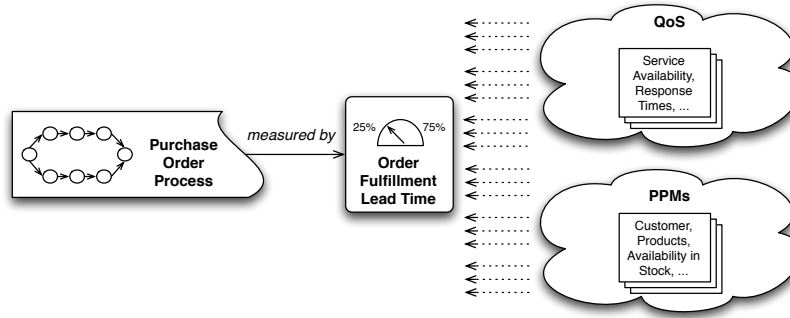 Purchase
Order
Process
measured by
25% 75%
Order
Fulfillment
Lead Time
QoS
Service
Availability,
Response
Times, ...
PPMs
Customer,
Products,
Availability in
Stock, ...